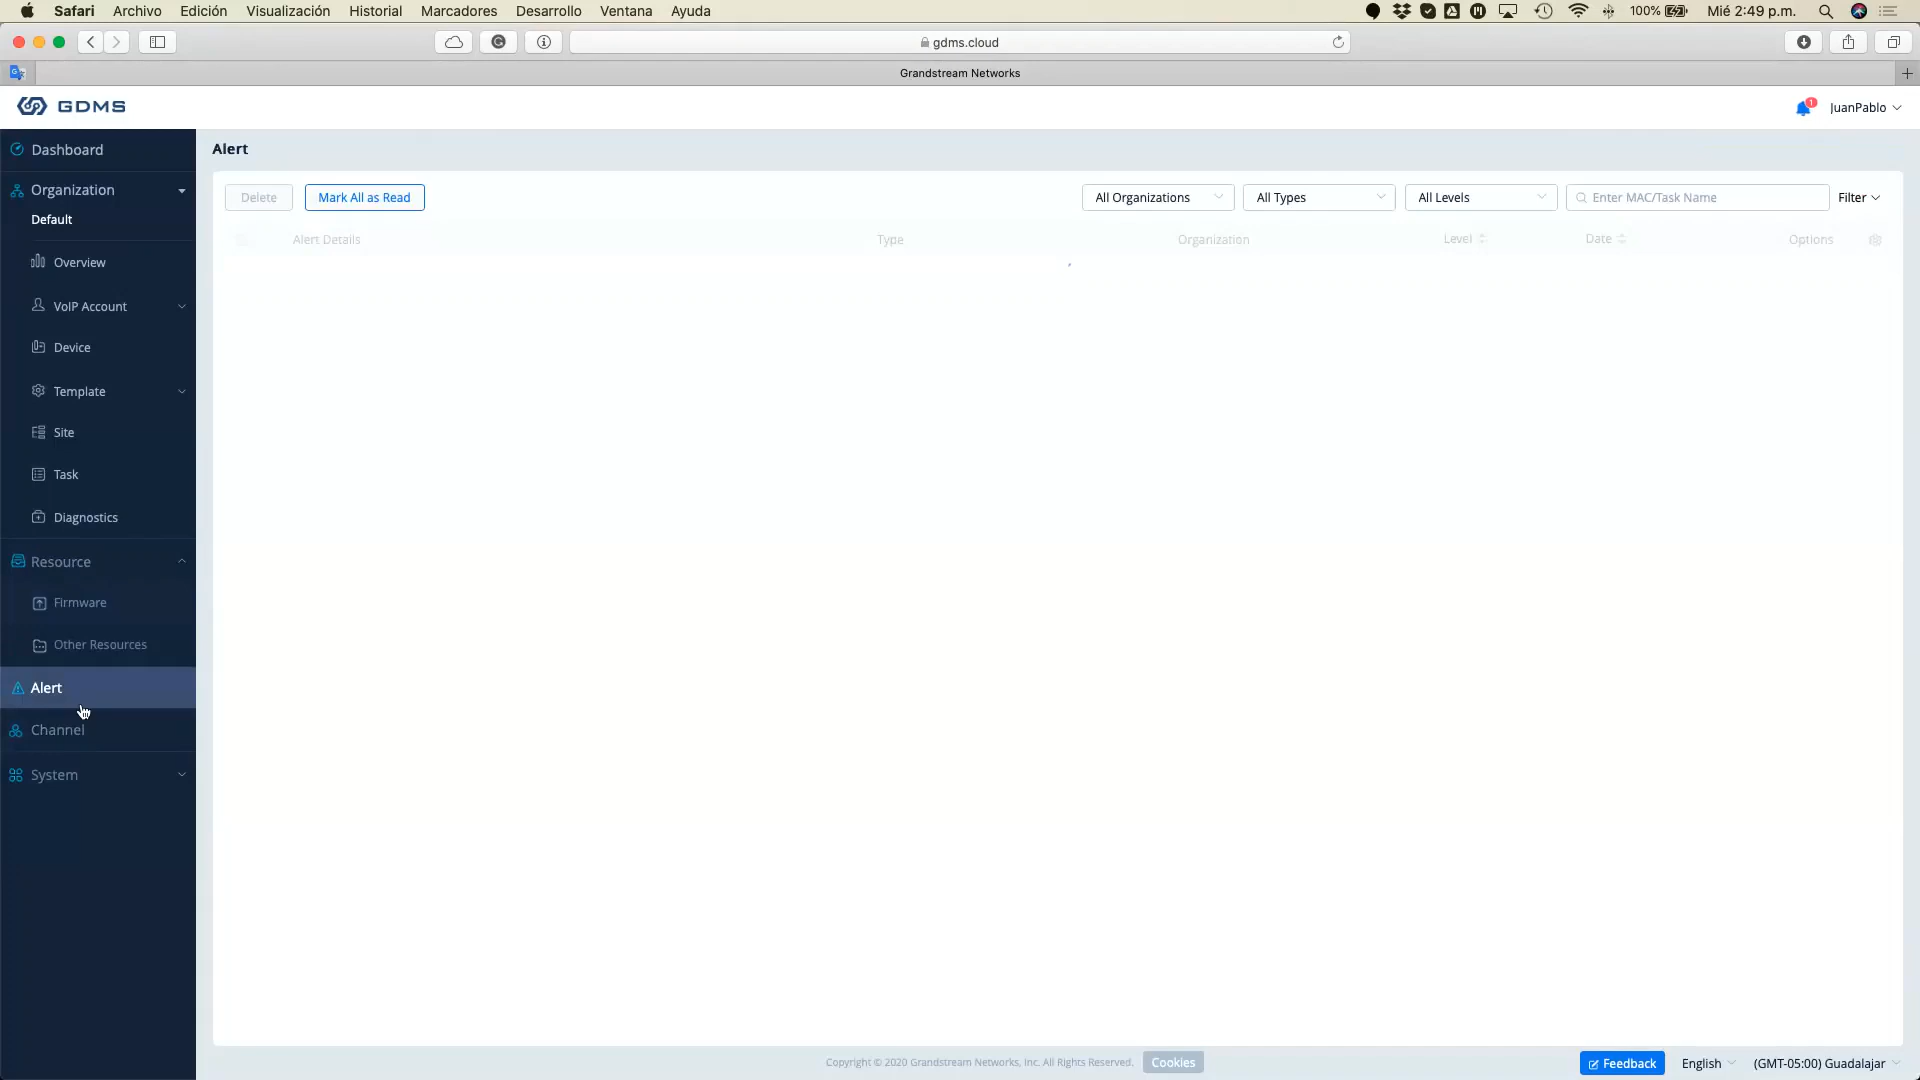 Safari Archivo Edición Visualización Historial Marcadores Desarrollo Ventana Ayuda 100% Mié 2:49 p.m.
gdms.cloud
Grandstream Networks
GDMS 1 JuanPablo
Dashboard
Organization
Default
Overview
VoIP Account
Device
Template
Site
Task
Diagnostics
Resource
Firmware
Other Resources
Alert
Channel
System
Alert
Delete Mark All as Read All Organizations All Types All Levels Enter MAC/Task Name Filter
Alert Details Type Organization Level Date Options
Copyright © 2020 Grandstream Networks, Inc. All Rights Reserved. Cookies
Feedback English (GMT-05:00) Guadalajar